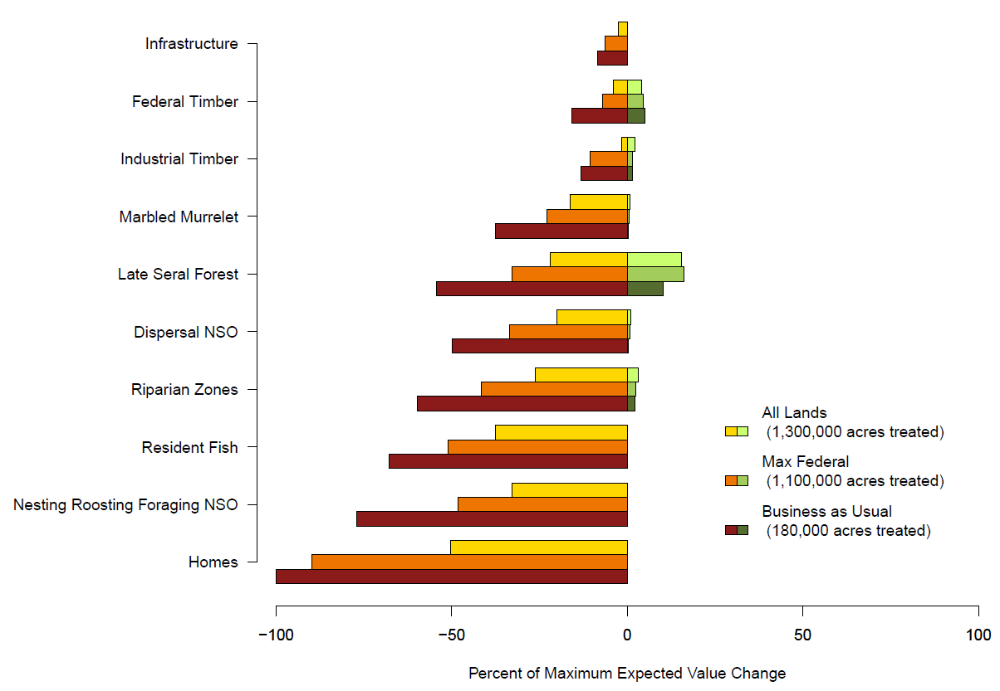 Infrastructure
Federal Timber
Industrial Timber
Marbled Murrelet
Late Seral Forest
Dispersal NSO
Riparian Zones
Resident Fish
Nesting Roosting Foraging NSO
Homes
All Lands
(1,300,000 acres treated)
Max Federal
(1,100,000 acres treated)
Business as Usual
(180,000 acres treated)
−100 −50 0 50 100
Percent of Maximum Expected Value Change